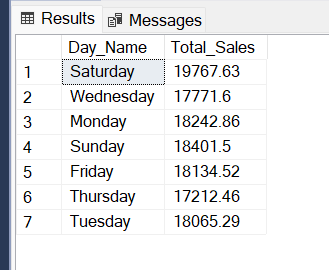 Results Messages
Day_Name Total_Sales
1 Saturday 19767.63
2 Wednesday 17771.6
3 Monday 18242.86
4 Sunday 18401.5
5 Friday 18134.52
6 Thursday 17212.46
7 Tuesday 18065.29